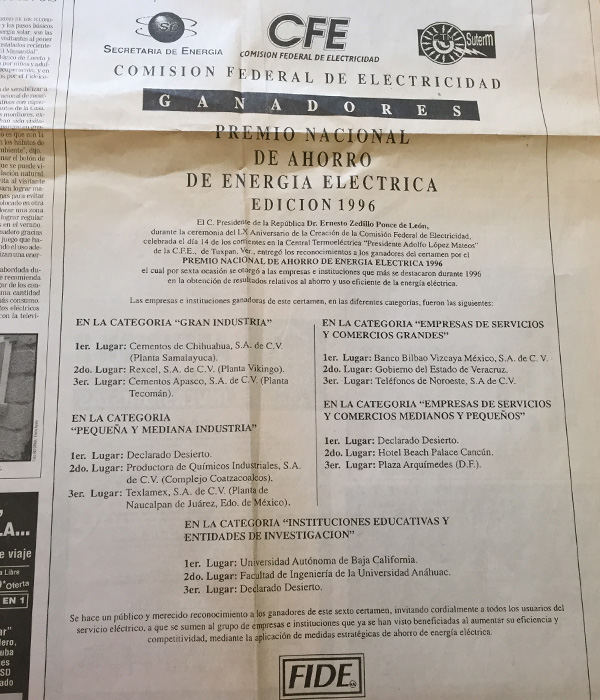 SE
SECRETARIA DE ENERGIA
CFE
COMISION FEDERAL DE ELECTRICIDAD
Suterm
COMISION FEDERAL DE ELECTRICIDAD
GANADORES
PREMIO NACIONAL
DE AHORRO
DE ENERGIA ELECTRICA
EDICION 1996
El C. Presidente de la República Dr. Ernesto Zedillo Ponce de León,
durante la ceremonia del LX Aniversario de la Creación de la Comisión Federal de Electricidad,
celebrada el día 14 de los corrientes en la Central Termoeléctrica "Presidente Adolfo López Mateos"
de la C.F.E. de Tuxpan, Ver., entregó los reconocimientos a los ganadores del certamen por el
PREMIO NACIONAL DE AHORRO DE ENERGIA ELECTRICA 1996
el cual por sexta ocasión se otorgó a las empresas e instituciones que más se destacaron durante 1996
en la obtención de resultados relativos al ahorro y uso eficiente de la energía eléctrica.
Las empresas e instituciones ganadoras de este certamen, en las diferentes categorías, fueron las siguientes:
EN LA CATEGORIA "GRAN INDUSTRIA"
1er. Lugar: Cementos de Chihuahua, S.A. de C.V.
(Planta Samalayuca).
2do. Lugar: Rexcel, S.A. de C.V. (Planta Vikingo).
3er. Lugar: Cementos Apasco, S.A. de C.V. (Planta
Tecomán).
EN LA CATEGORIA
"PEQUEÑA Y MEDIANA INDUSTRIA"
1er. Lugar: Declarado Desierto.
2do. Lugar: Productora de Químicos Industriales, S.A.
de C.V. (Complejo Coatzacoalcos).
3er. Lugar: Texlamex, S.A. de C.V. (Planta de
Naucalpan de Juárez, Edo. de México).
EN LA CATEGORIA "EMPRESAS DE SERVICIOS
Y COMERCIOS GRANDES"
1er. Lugar: Banco Bilbao Vizcaya México, S.A. de C. V.
2do. Lugar: Gobierno del Estado de Veracruz.
3er. Lugar: Teléfonos de Noroeste, S.A de C.V.
EN LA CATEGORIA "EMPRESAS DE SERVICIOS
Y COMERCIOS MEDIANOS Y PEQUEÑOS"
1er. Lugar: Declarado Desierto.
2do. Lugar: Hotel Beach Palace Cancún.
3er. Lugar: Plaza Arquímedes (D.F.).
EN LA CATEGORIA "INSTITUCIONES EDUCATIVAS Y
ENTIDADES DE INVESTIGACION"
1er. Lugar: Universidad Autónoma de Baja California.
2do. Lugar: Facultad de Ingeniería de la Universidad Anáhuac.
3er. Lugar: Declarado Desierto.
Se hace un público y merecido reconocimiento a los ganadores de este sexto certamen, invitando cordialmente a todos los usuarios del
servicio eléctrico, a que se sumen al grupo de empresas e instituciones que ya se han visto beneficiadas al aumentar su eficiencia y
competitividad, mediante la aplicación de medidas estratégicas de ahorro de energía eléctrica.
FIDE
A...
e viaje
Oferta
EN 1